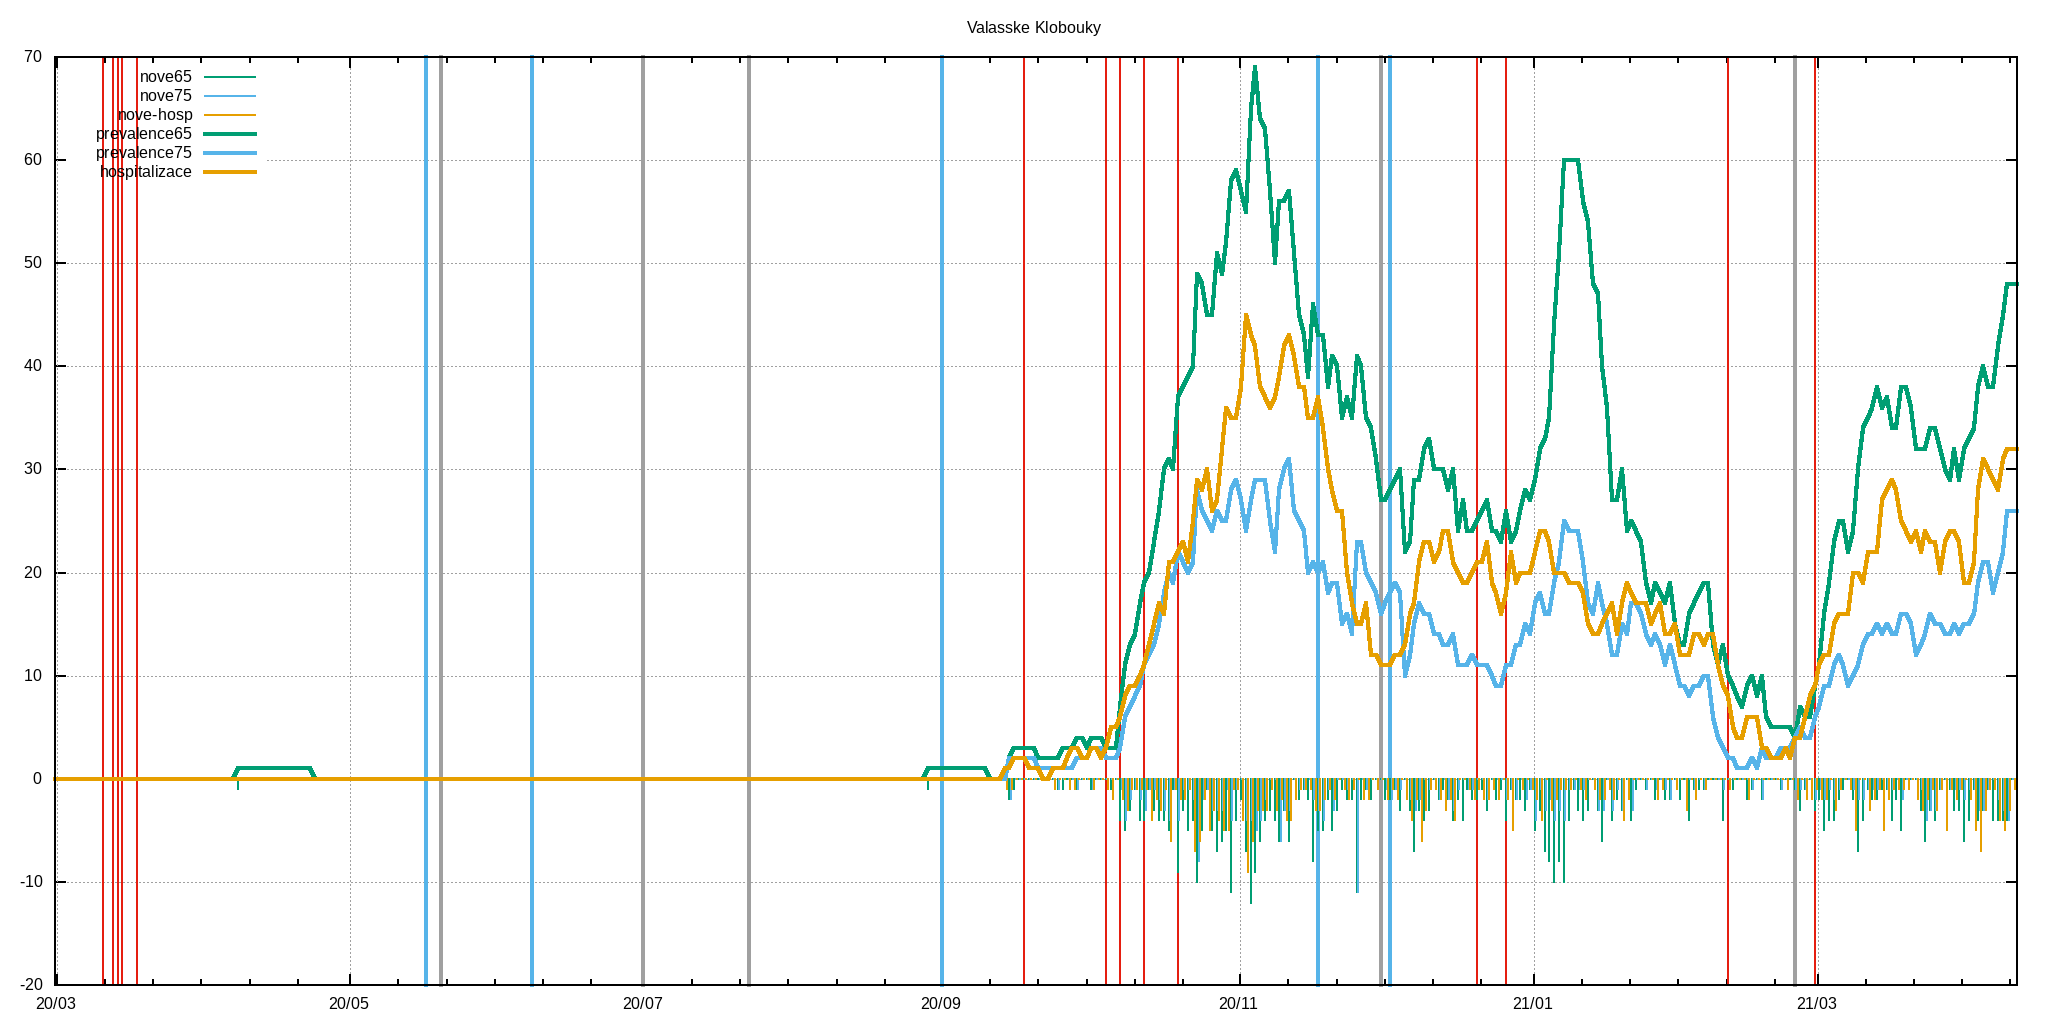 Valasske Klobouky
70
60
50
40
30
20
10
0
-10
-20
nove65
nove75
nove-hosp
prevalence65
prevalence75
hospitalizace
20/03 20/05 20/07 20/09 20/11 21/01 21/03